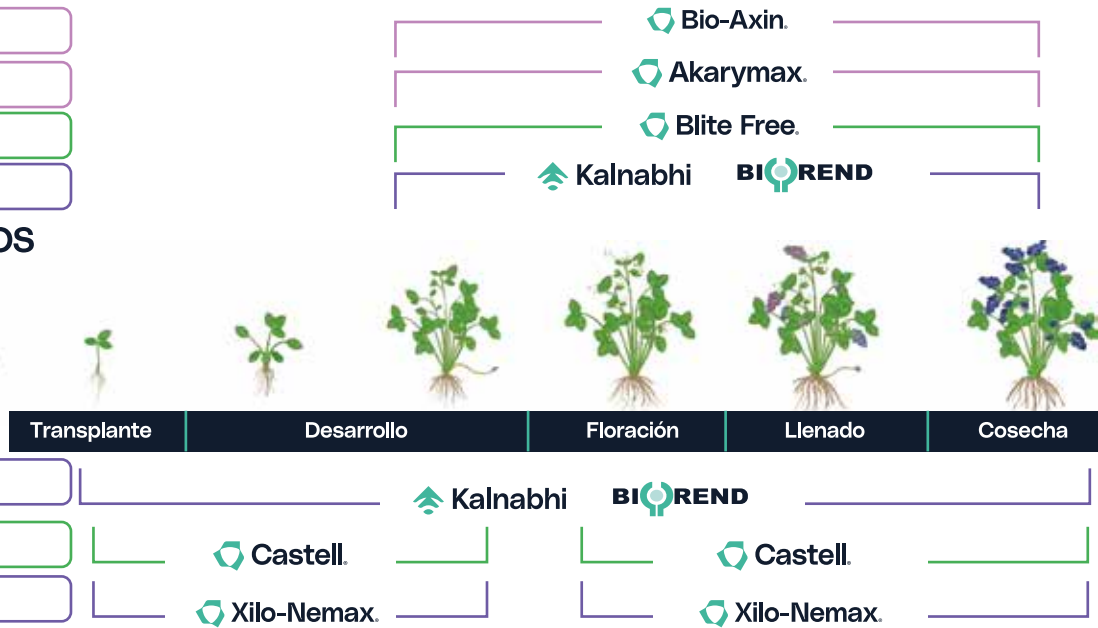 Bio-Axin.
Akarymax.
Blite Free.
Kalnabhi BIOREND
OS
Transplante Desarrollo Floración Llenado Cosecha
Kalnabhi BIOREND
Castell. Castell.
Xilo-Nemax. Xilo-Nemax.